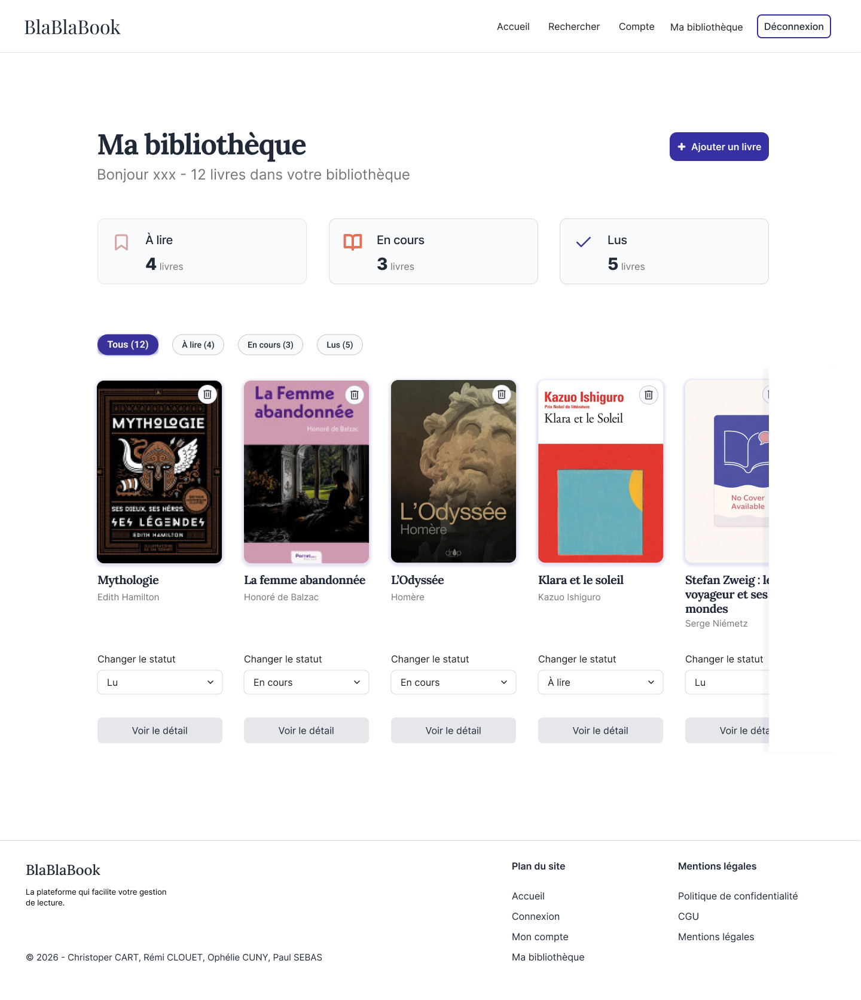 BlaBlaBook
Accueil
Rechercher
Compte
Ma bibliothèque
Déconnexion
Ma bibliothèque
Ajouter un livre
Bonjour xxx - 12 livres dans votre bibliothèque
À lire
4 livres
En cours
3 livres
Lus
5 livres
Tous (12)
À lire (4)
En cours (3)
Lus (5)
MYTHOLOGIE
SES DIEUX, SES HÉROS,
SES LÉGENDES
EDITH HAMILTON
La Femme
abandonnée
Honoré de Balzac
L'Odyssée
Homère
drop
Kazuo Ishiguro
Prix Nobel de littérature
Klara et le Soleil
No Cover
Available
Mythologie
Edith Hamilton
La femme abandonnée
Honoré de Balzac
L'Odyssée
Homère
Klara et le soleil
Kazuo Ishiguro
Stefan Zweig : le
voyageur et ses
mondes
Serge Niémetz
Changer le statut
Changer le statut
Changer le statut
Changer le statut
Changer le statut
Lu
En cours
En cours
À lire
Lu
Voir le détail
Voir le détail
Voir le détail
Voir le détail
Voir le déta
BlaBlaBook
La plateforme qui facilite votre gestion
de lecture.
© 2026 - Christoper CART, Rémi CLOUET, Ophélie CUNY, Paul SEBAS
Plan du site
Accueil
Connexion
Mon compte
Ma bibliothèque
Mentions légales
Politique de confidentialité
CGU
Mentions légales